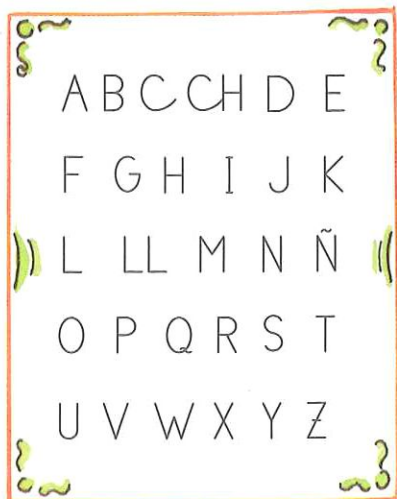 A B C CH D E
F G H I J K
L LL M N Ñ
O P Q R S T
U V W X Y Z